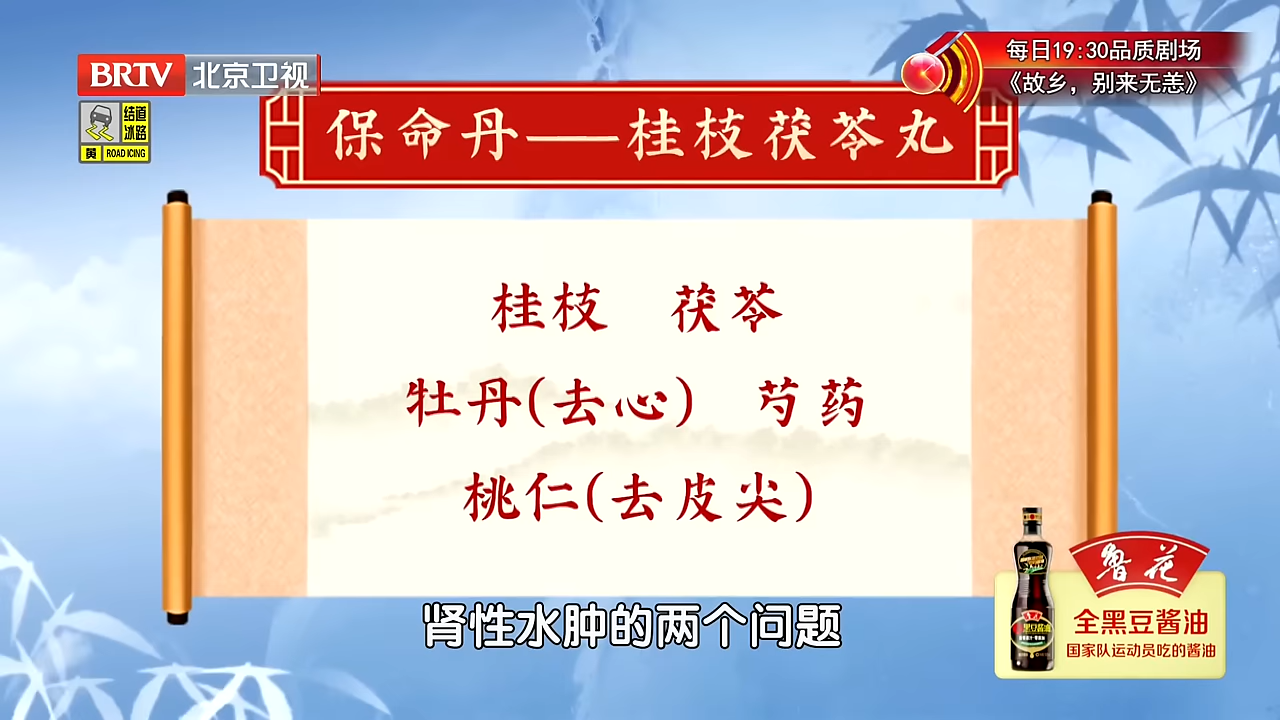 BRTV 北京卫视
每日19:30品质剧场
《故乡，别来无恙》
道路结冰
黄 ROAD ICING
保命丹——桂枝茯苓丸
桂枝 茯苓
牡丹(去心) 芍药
桃仁(去皮尖)
肾性水肿的两个问题
鲁花
黑豆酱油
全黑豆酱油
国家队运动员吃的酱油